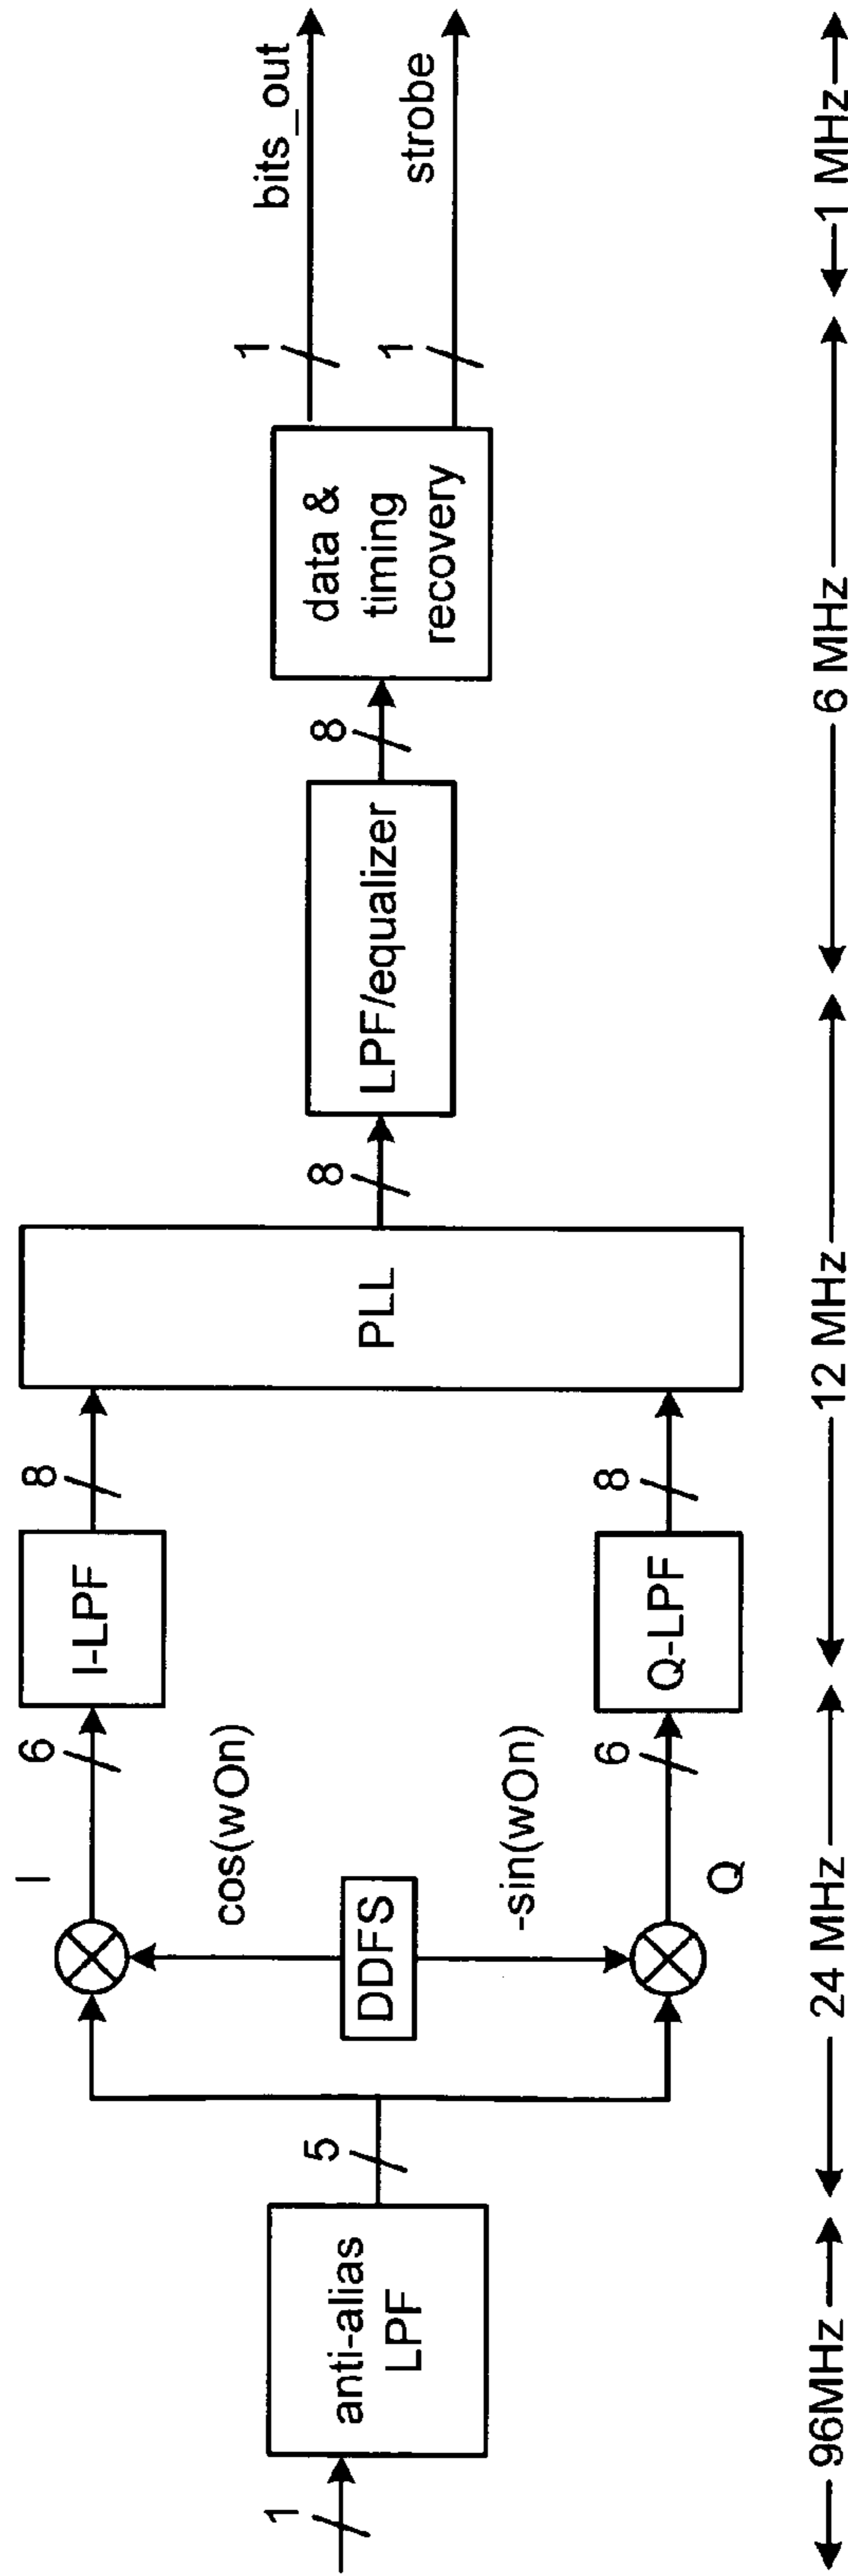 1
anti-alias
LPF
5
DDFS
cos(wOn)
-sin(wOn)
I
Q
6
6
I-LPF
Q-LPF
8
8
PLL
8
LPF/equalizer
8
data &
timing
recovery
1
bits_out
1
strobe
96MHz
24 MHz
12 MHz
6 MHz
1 MHz